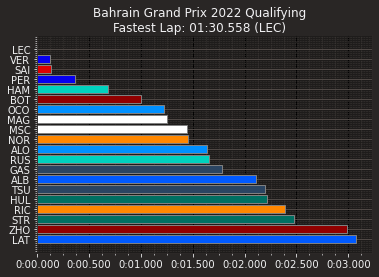 Bahrain Grand Prix 2022 Qualifying
Fastest Lap: 01:30.558 (LEC)
LEC
VER
SAI
PER
HAM
BOT
OCO
MAG
MSC
NOR
ALO
RUS
GAS
ALB
TSU
HUL
RIC
STR
ZHO
LAT
0:00.000 0:00.500 0:01.000 0:01.500 0:02.000 0:02.500 0:03.000